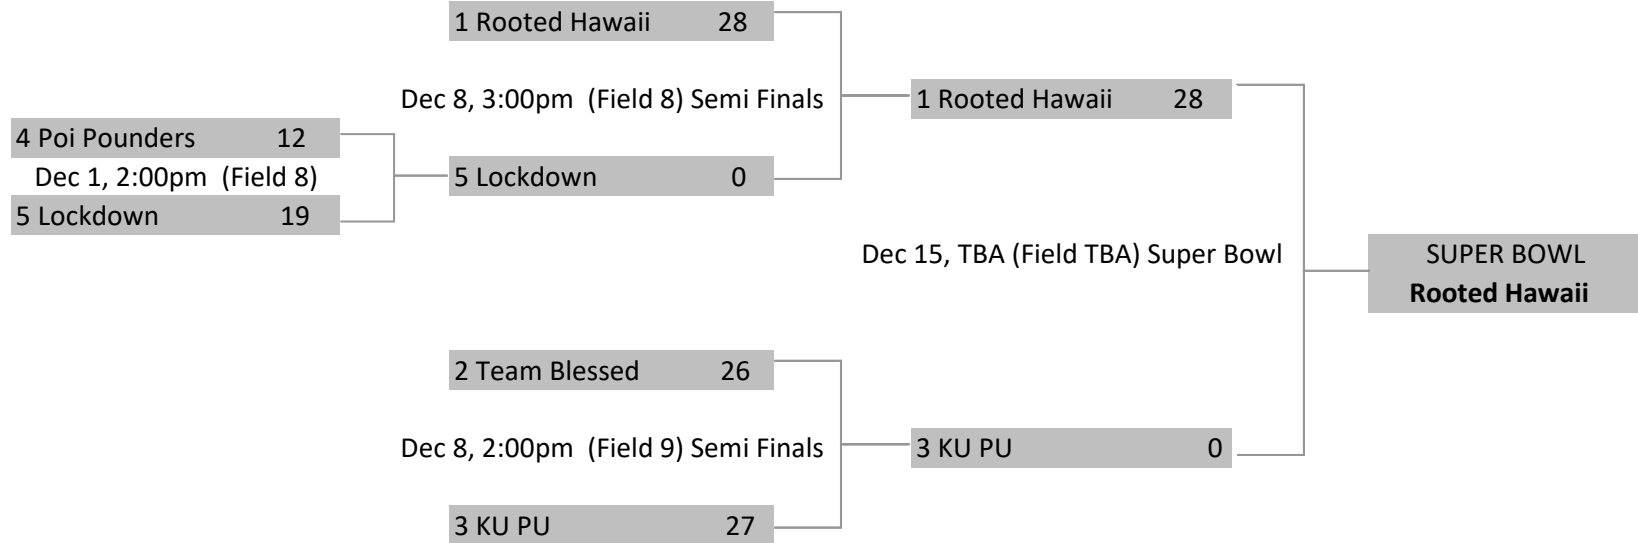 1 Rooted Hawaii 28
Dec 8, 3:00pm (Field 8) Semi Finals
1 Rooted Hawaii 28
4 Poi Pounders 12
Dec 1, 2:00pm (Field 8)
5 Lockdown 0
5 Lockdown 19
Dec 15, TBA (Field TBA) Super Bowl
SUPER BOWL
Rooted Hawaii
2 Team Blessed 26
Dec 8, 2:00pm (Field 9) Semi Finals
3 KU PU 0
3 KU PU 27